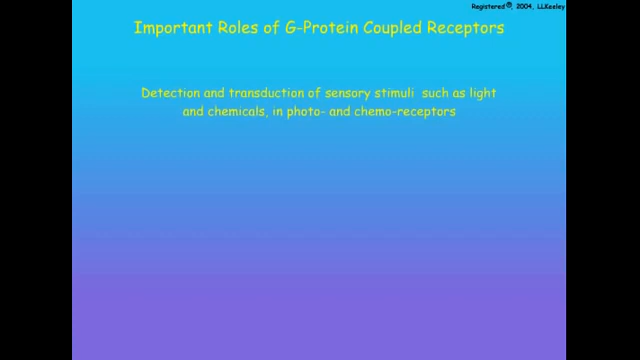 Registered®, 2004, LLKeeley
Important Roles of G-Protein Coupled Receptors
Detection and transduction of sensory stimuli such as light
and chemicals, in photo- and chemo-receptors